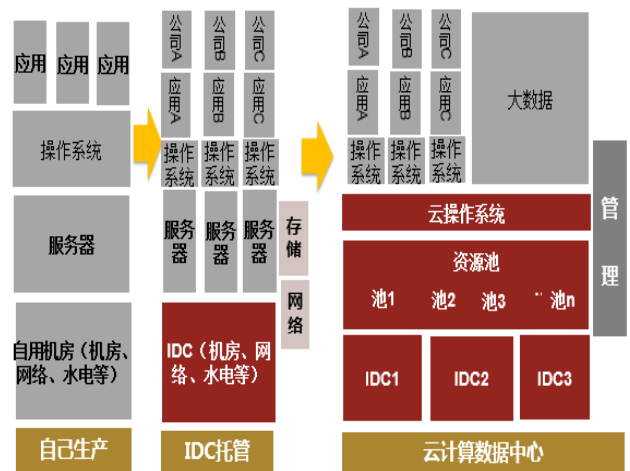 应用 应用 应用
操作系统
服务器
自用机房（机房、
网络、水电等）
自己生产
公司A 公司B 公司C
应用A 应用B 应用C
操作 操作 操作
系统 系统 系统
服务器 服务器 服务器
存储
网络
IDC（机房、网
络、水电等）
IDC托管
公司A 公司B 公司C
应用A 应用B 应用C
操作 操作 操作
系统 系统 系统
大数据
云操作系统
资源池
池1 池2 池3 ¨ 池n
管理
IDC1 IDC2 IDC3
云计算数据中心